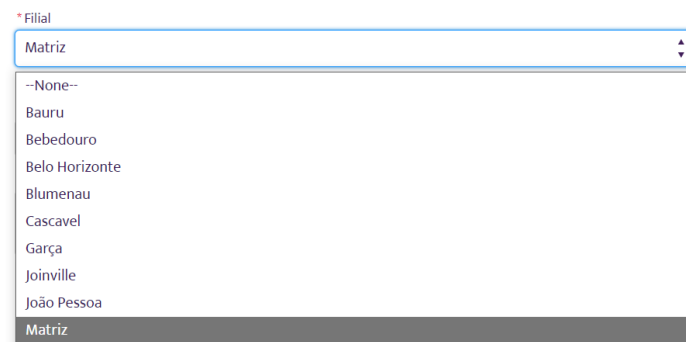 * Filial
Matriz
--None--
Bauru
Bebedouro
Belo Horizonte
Blumenau
Cascavel
Garça
Joinville
João Pessoa
Matriz